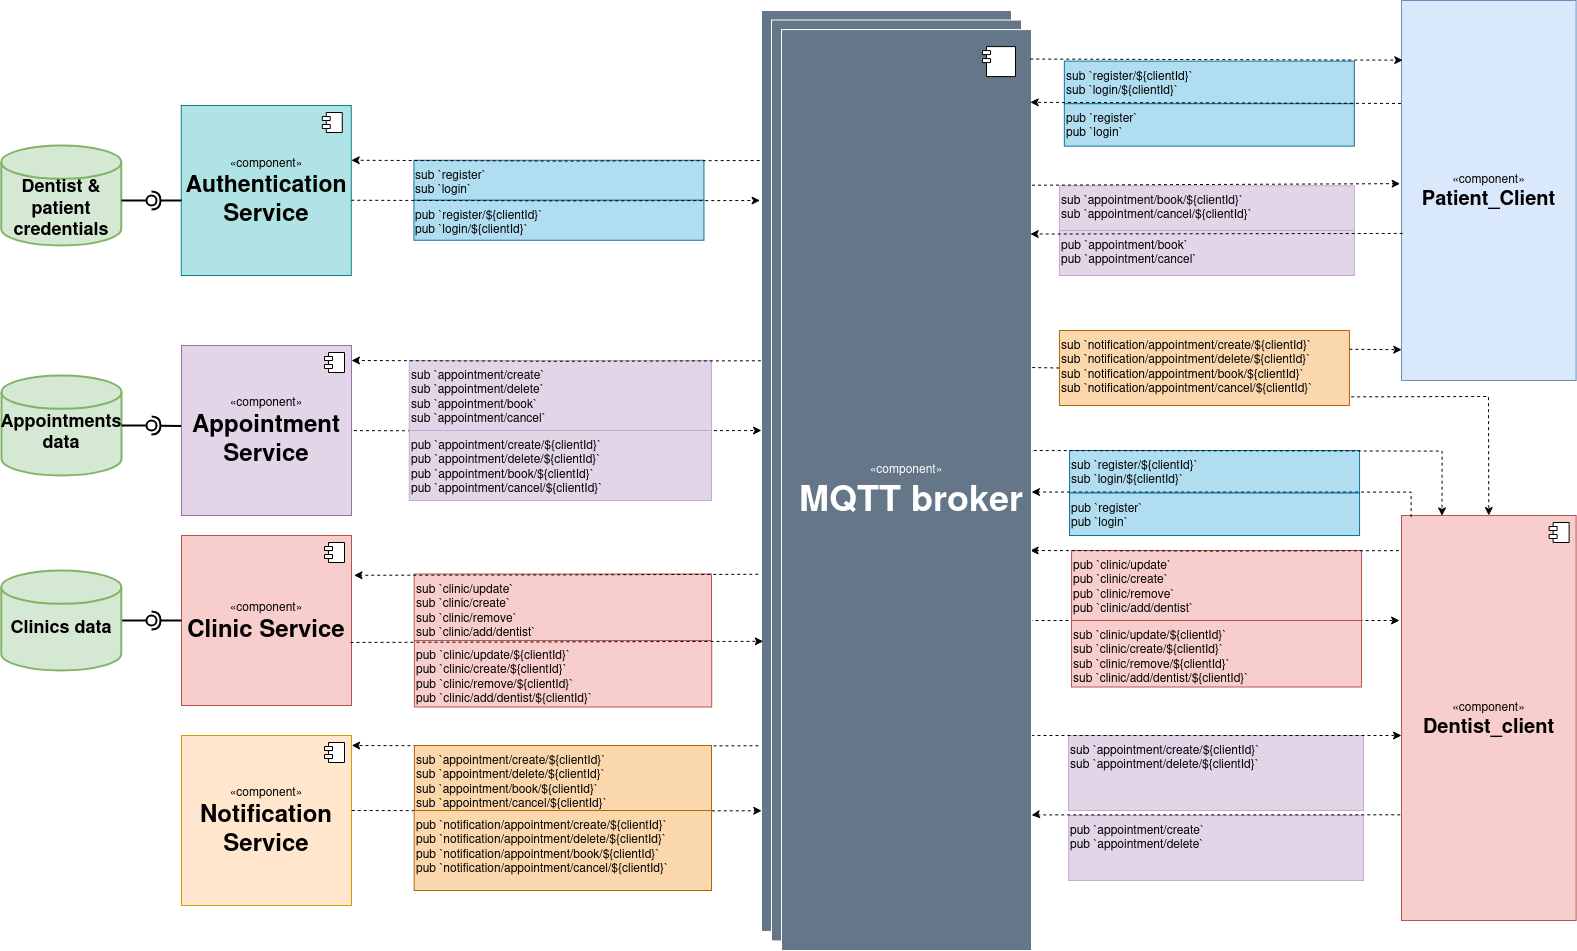 Dentist &
patient
credentials
«component»
Authentication
Service
sub `register`
sub `login`
pub `register/${clientId}`
pub `login/${clientId}`
Appointments
data
«component»
Appointment
Service
sub `appointment/create`
sub `appointment/delete`
sub `appointment/book`
sub `appointment/cancel`
pub `appointment/create/${clientId}`
pub `appointment/delete/${clientId}`
pub `appointment/book/${clientId}`
pub `appointment/cancel/${clientId}`
Clinics data
«component»
Clinic Service
sub `clinic/update`
sub `clinic/create`
sub `clinic/remove`
sub `clinic/add/dentist`
pub `clinic/update/${clientId}`
pub `clinic/create/${clientId}`
pub `clinic/remove/${clientId}`
pub `clinic/add/dentist/${clientId}`
«component»
Notification
Service
sub `appointment/create/${clientId}`
sub `appointment/delete/${clientId}`
sub `appointment/book/${clientId}`
sub `appointment/cancel/${clientId}`
pub `notification/appointment/create/${clientId}`
pub `notification/appointment/delete/${clientId}`
pub `notification/appointment/book/${clientId}`
pub `notification/appointment/cancel/${clientId}`
«component»
MQTT broker
sub `register/${clientId}`
sub `login/${clientId}`
pub `register`
pub `login`
sub `appointment/book/${clientId}`
sub `appointment/cancel/${clientId}`
pub `appointment/book`
pub `appointment/cancel`
«component»
Patient_Client
sub `notification/appointment/create/${clientId}`
sub `notification/appointment/delete/${clientId}`
sub `notification/appointment/book/${clientId}`
sub `notification/appointment/cancel/${clientId}`
sub `register/${clientId}`
sub `login/${clientId}`
pub `register`
pub `login`
pub `clinic/update`
pub `clinic/create`
pub `clinic/remove`
pub `clinic/add/dentist`
sub `clinic/update/${clientId}`
sub `clinic/create/${clientId}`
sub `clinic/remove/${clientId}`
sub `clinic/add/dentist/${clientId}`
«component»
Dentist_client
sub `appointment/create/${clientId}`
sub `appointment/delete/${clientId}`
pub `appointment/create`
pub `appointment/delete`